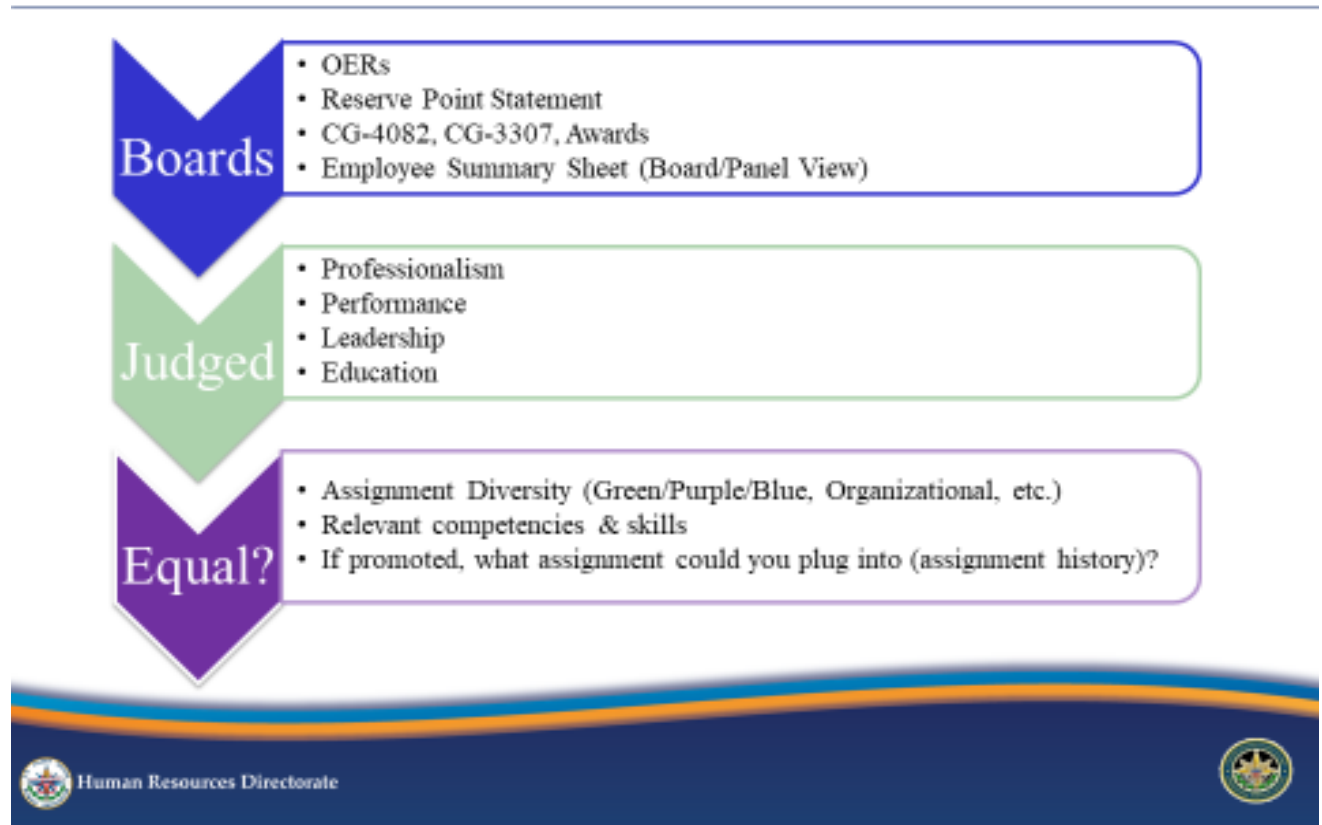 Boards
• OERs
• Reserve Point Statement
• CG-4082, CG-3307, Awards
• Employee Summary Sheet (Board/Panel View)
Judged
• Professionalism
• Performance
• Leadership
• Education
Equal?
• Assignment Diversity (Green/Purple/Blue, Organizational, etc.)
• Relevant competencies & skills
• If promoted, what assignment could you plug into (assignment history)?
Human Resources Directorate